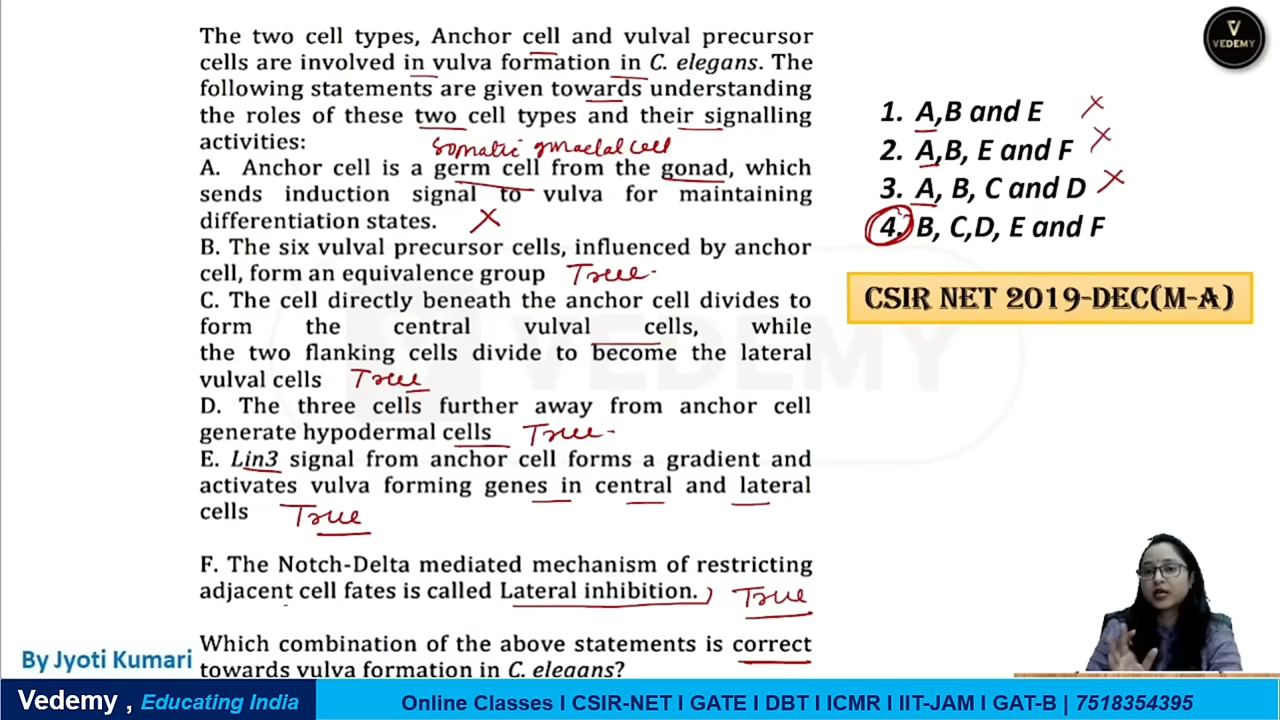 The two cell types, Anchor cell and vulval precursor
cells are involved in vulva formation in C. elegans. The
following statements are given towards understanding
the roles of these two cell types and their signalling
activities:
Somatic gonadal cell
A. Anchor cell is a germ cell from the gonad, which
sends induction signal to vulva for maintaining
differentiation states. X
B. The six vulval precursor cells, influenced by anchor
cell, form an equivalence group True
C. The cell directly beneath the anchor cell divides to
form the central vulval cells, while
the two flanking cells divide to become the lateral
vulval cells True
D. The three cells further away from anchor cell
generate hypodermal cells True
E. Lin3 signal from anchor cell forms a gradient and
activates vulva forming genes in central and lateral
cells True
F. The Notch-Delta mediated mechanism of restricting
adjacent cell fates is called Lateral inhibition. True
Which combination of the above statements is correct
towards vulva formation in C. elegans?
1. A,B and E X
2. A,B, E and F X
3. A, B, C and D X
4. B, C,D, E and F
CSIR NET 2019-DEC(M-A)
VEDEMY
VEDEMY
By Jyoti Kumari
Vedemy , Educating India
Online Classes I CSIR-NET I GATE I DBT I ICMR I IIT-JAM I GAT-B | 7518354395